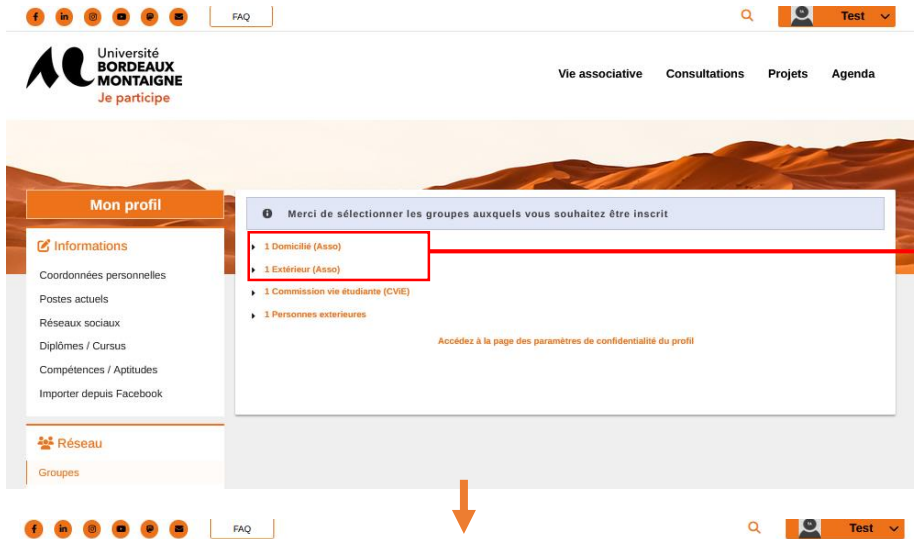 FAQ
Test
Université
BORDEAUX
MONTAIGNE
Je participe
Vie associative Consultations Projets Agenda
Mon profil
Informations
Coordonnées personnelles
Postes actuels
Réseaux sociaux
Diplômes / Cursus
Compétences / Aptitudes
Importer depuis Facebook
Réseau
Groupes
Merci de sélectionner les groupes auxquels vous souhaitez être inscrit
1 Domicilié (Asso)
1 Extérieur (Asso)
1 Commission vie étudiante (CViE)
1 Personnes exterieures
Accédez à la page des paramètres de confidentialité du profil
FAQ
Test